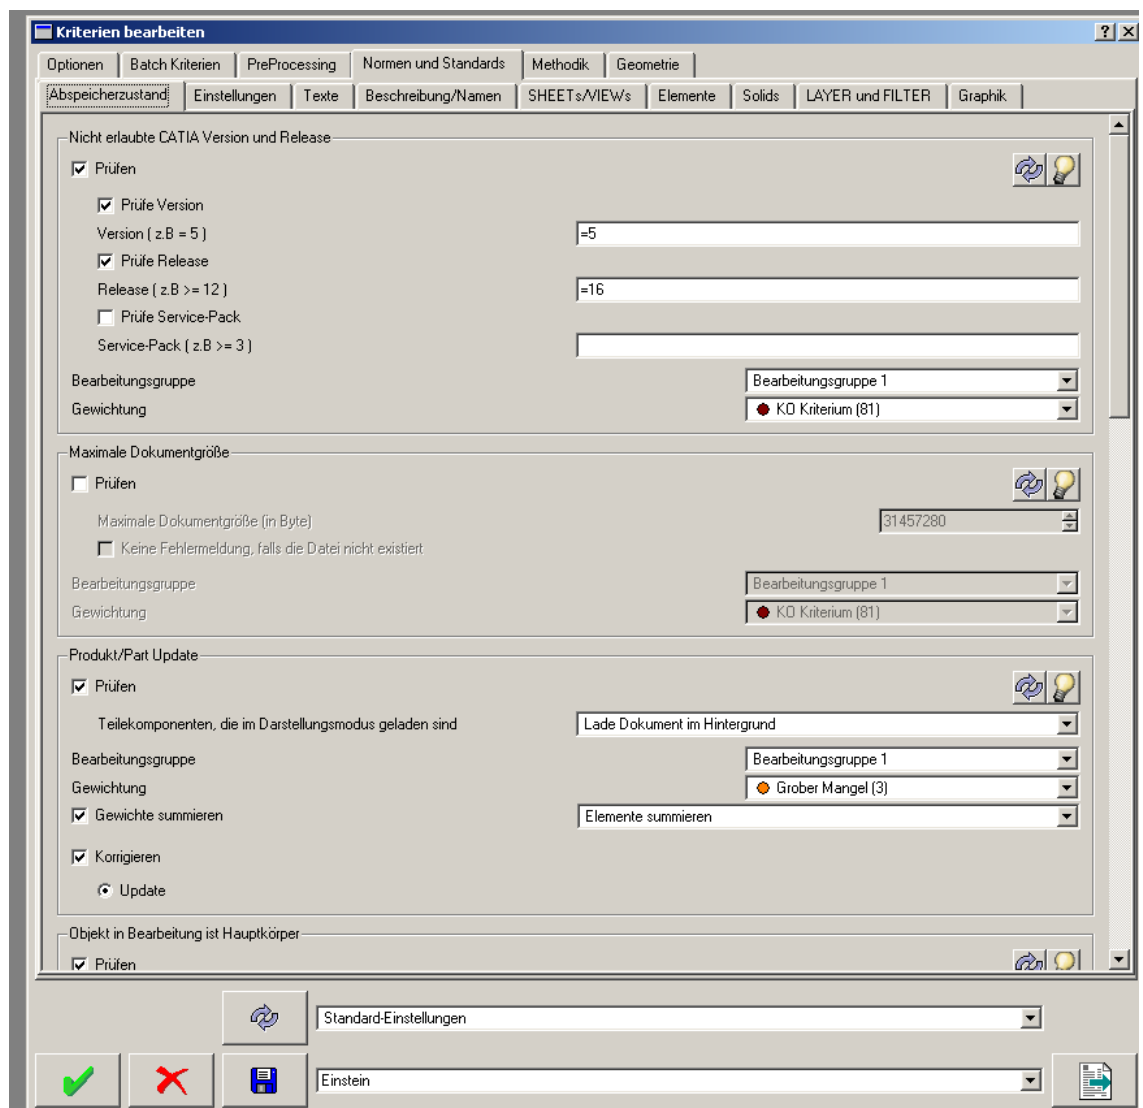 Kriterien bearbeiten
Optionen Batch Kriterien PreProcessing Normen und Standards Methodik Geometrie
Abspeicherzustand Einstellungen Texte Beschreibung/Namen SHEETs/VIEWs Elemente Solids LAYER und FILTER Graphik
Nicht erlaubte CATIA Version und Release
Prüfen
Prüfe Version
Version ( z.B = 5 ) =5
Prüfe Release
Release ( z.B >= 12 ) =16
Prüfe Service-Pack
Service-Pack ( z.B >= 3 )
Bearbeitungsgruppe Bearbeitungsgruppe 1
Gewichtung KO Kriterium (81)
Maximale Dokumentgröße
Prüfen
Maximale Dokumentgröße (in Byte) 31457280
Keine Fehlermeldung, falls die Datei nicht existiert
Bearbeitungsgruppe Bearbeitungsgruppe 1
Gewichtung KO Kriterium (81)
Produkt/Part Update
Prüfen
Teilekomponenten, die im Darstellungsmodus geladen sind Lade Dokument im Hintergrund
Bearbeitungsgruppe Bearbeitungsgruppe 1
Gewichtung Grober Mangel (3)
Gewichte summieren Elemente summieren
Korrigieren
Update
Objekt in Bearbeitung ist Hauptkörper
Prüfen
Standard-Einstellungen
Einstein